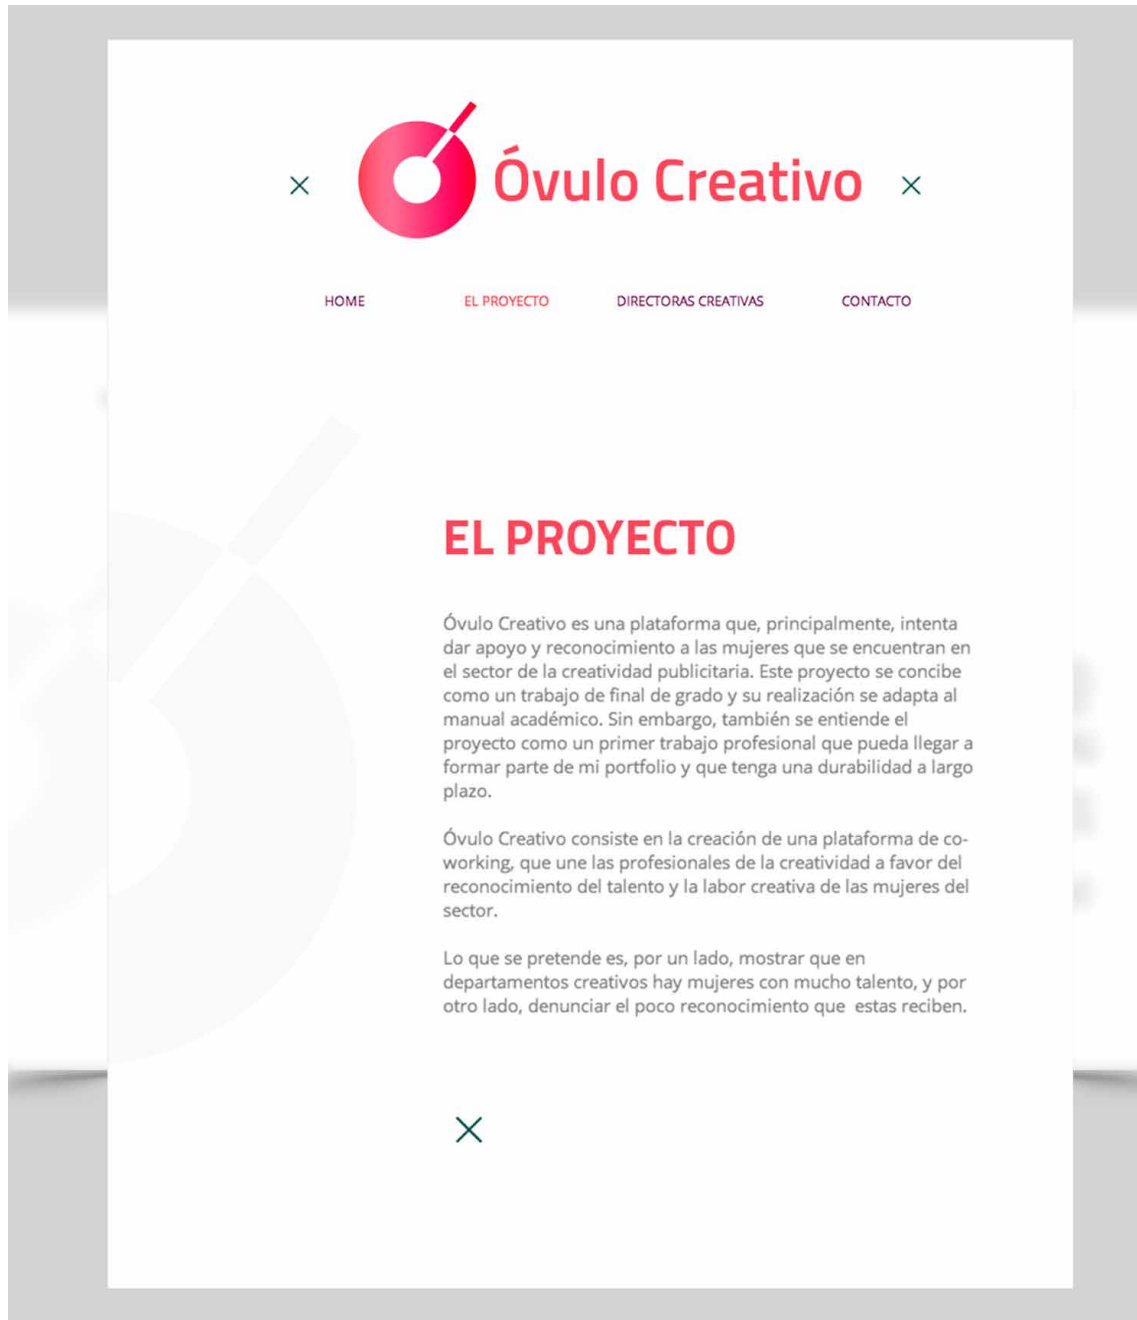 Óvulo Creativo
HOME EL PROYECTO DIRECTORAS CREATIVAS CONTACTO
EL PROYECTO
Óvulo Creativo es una plataforma que, principalmente, intenta
dar apoyo y reconocimiento a las mujeres que se encuentran en
el sector de la creatividad publicitaria. Este proyecto se concibe
como un trabajo de final de grado y su realización se adapta al
manual académico. Sin embargo, también se entiende el
proyecto como un primer trabajo profesional que pueda llegar a
formar parte de mi portfolio y que tenga una durabilidad a largo
plazo.
Óvulo Creativo consiste en la creación de una plataforma de co-
working, que une las profesionales de la creatividad a favor del
reconocimiento del talento y la labor creativa de las mujeres del
sector.
Lo que se pretende es, por un lado, mostrar que en
departamentos creativos hay mujeres con mucho talento, y por
otro lado, denunciar el poco reconocimiento que  estas reciben.